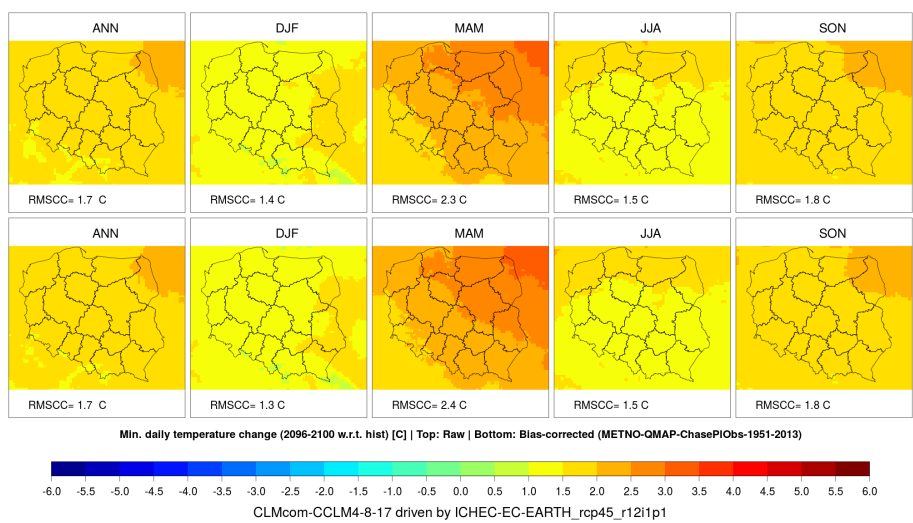 ANN DJF MAM JJA SON
RMSCC= 1.7 C RMSCC= 1.4 C RMSCC= 2.3 C RMSCC= 1.5 C RMSCC= 1.8 C
ANN DJF MAM JJA SON
RMSCC= 1.7 C RMSCC= 1.3 C RMSCC= 2.4 C RMSCC= 1.5 C RMSCC= 1.8 C
Min. daily temperature change (2096-2100 w.r.t. hist) [C] | Top: Raw | Bottom: Bias-corrected (METNO-QMAP-ChasePlObs-1951-2013)
-6.0 -5.5 -5.0 -4.5 -4.0 -3.5 -3.0 -2.5 -2.0 -1.5 -1.0 -0.5 0.0 0.5 1.0 1.5 2.0 2.5 3.0 3.5 4.0 4.5 5.0 5.5 6.0
CLMcom-CCLM4-8-17 driven by ICHEC-EC-EARTH_rcp45_r12i1p1